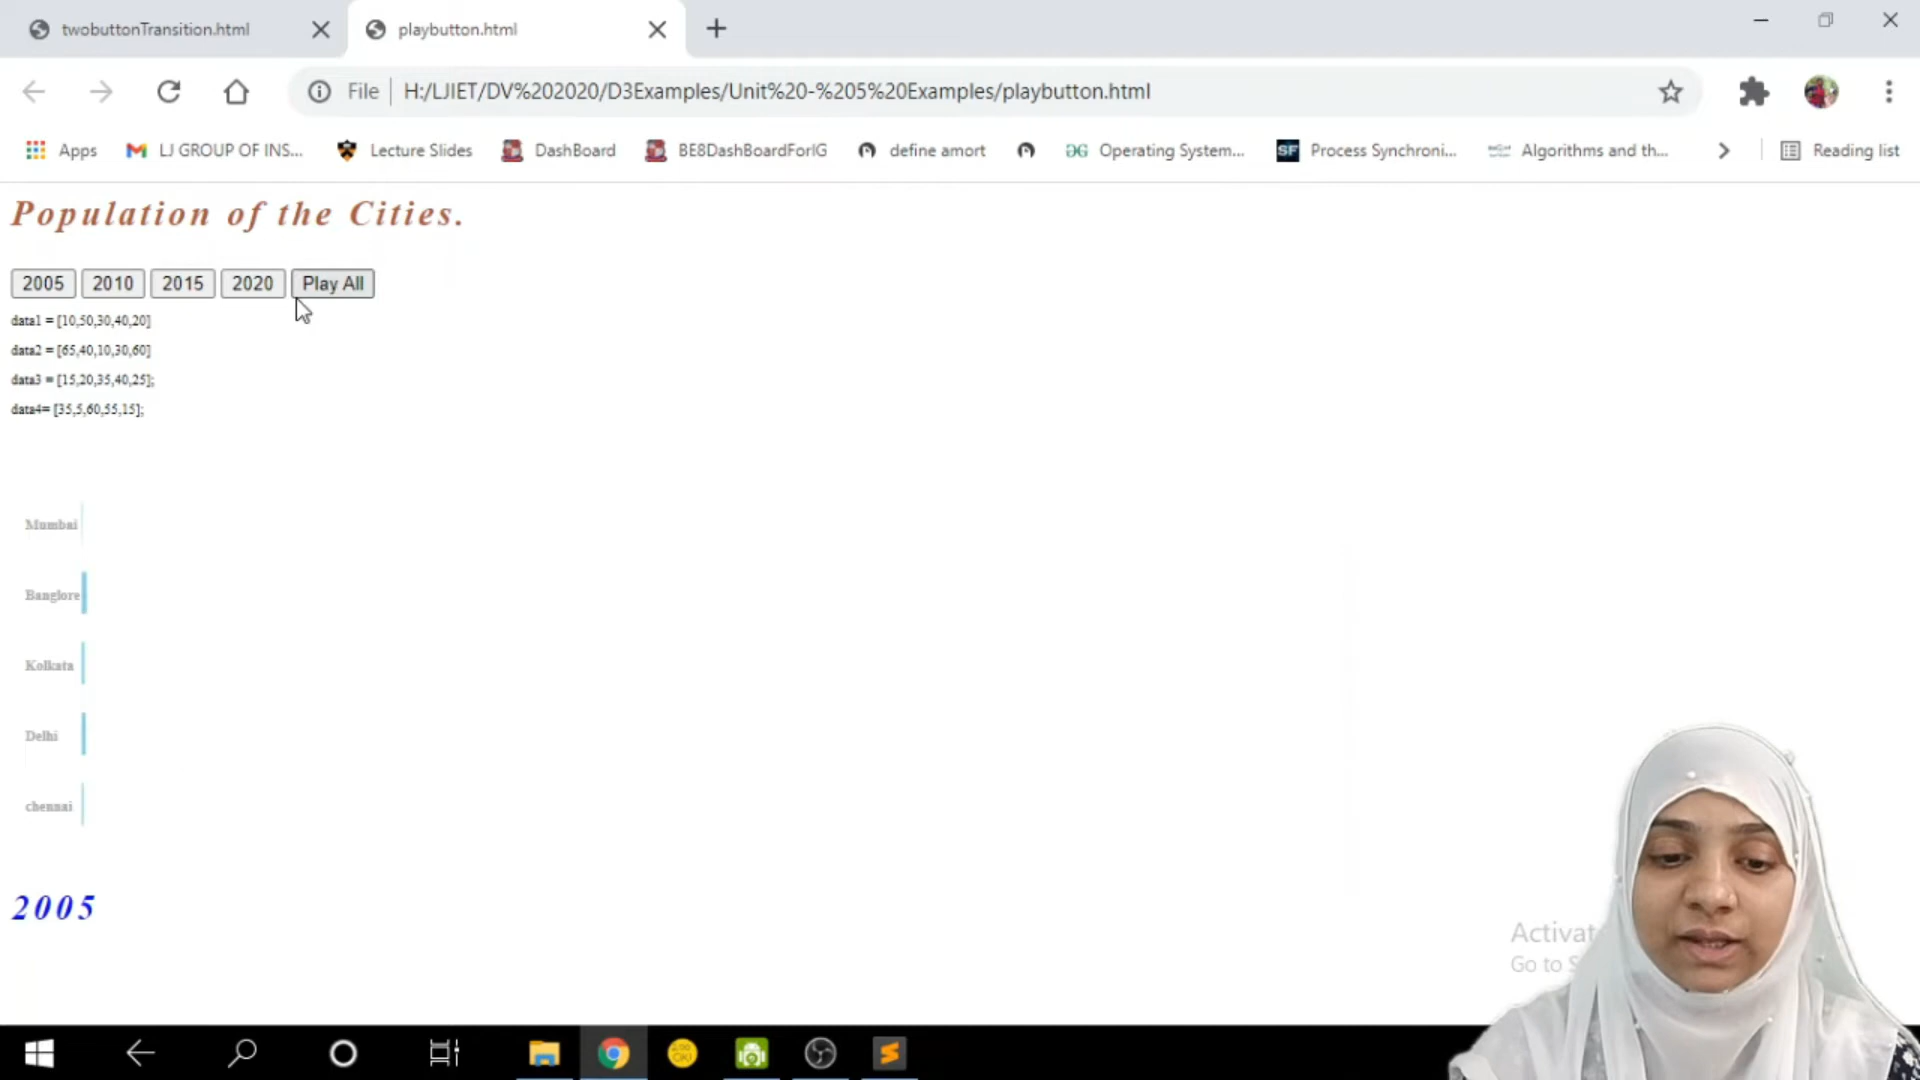 twobuttonTransition.html
playbutton.html
File
H:/LJIET/DV%202020/D3Examples/Unit%20-%205%20Examples/playbutton.html
Apps
LJ GROUP OF INS...
Lecture Slides
DashBoard
BE8DashBoardForIG
define amort
Operating System...
SF
Process Synchroni...
Algorithms and th...
Reading list
Population of the Cities.
2005 2010 2015 2020 Play All
data1 = [10,50,30,40,20]
data2 = [65,40,10,30,60]
data3 = [15,20,35,40,25];
data4= [35,5,60,55,15];
Mumbai
Banglore
Kolkata
Delhi
chennai
2005
Activat
Go to S